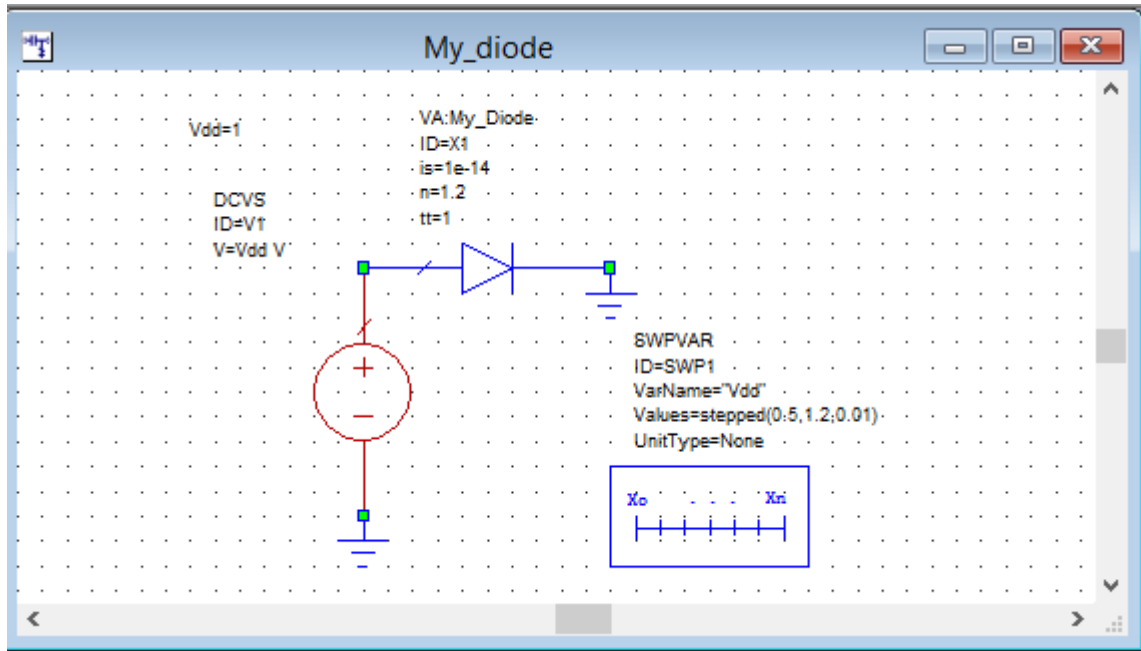 My_diode
Vdd=1
VA:My_Diode
ID=X1
is=1e-14
n=1.2
tt=1
DCVS
ID=V1
V=Vdd V
SWPVAR
ID=SWP1
VarName="Vdd"
Values=stepped(0.5,1.2,0.01)
UnitType=None
Xo . . . Xn